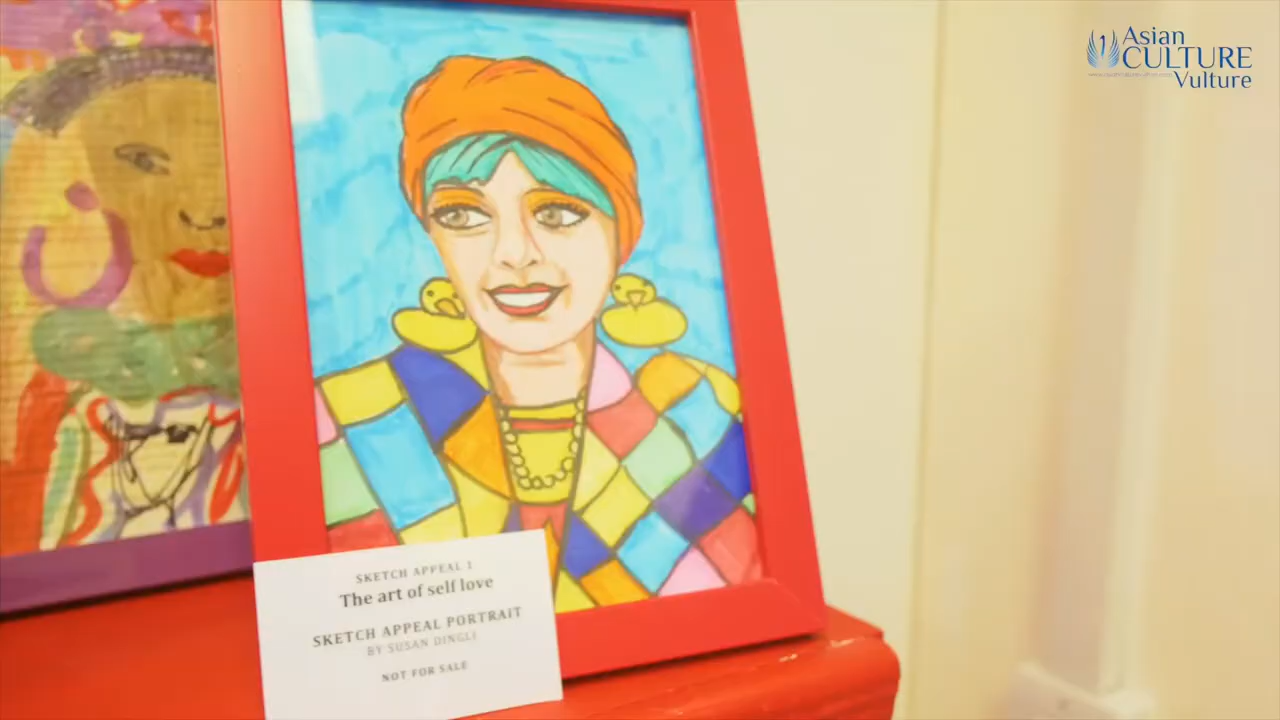 Asian
CULTURE
Vulture
SKETCH APPEAL 1
The art of self love
SKETCH APPEAL PORTRAIT
BY SUSAN DINGLE
NOT FOR SALE